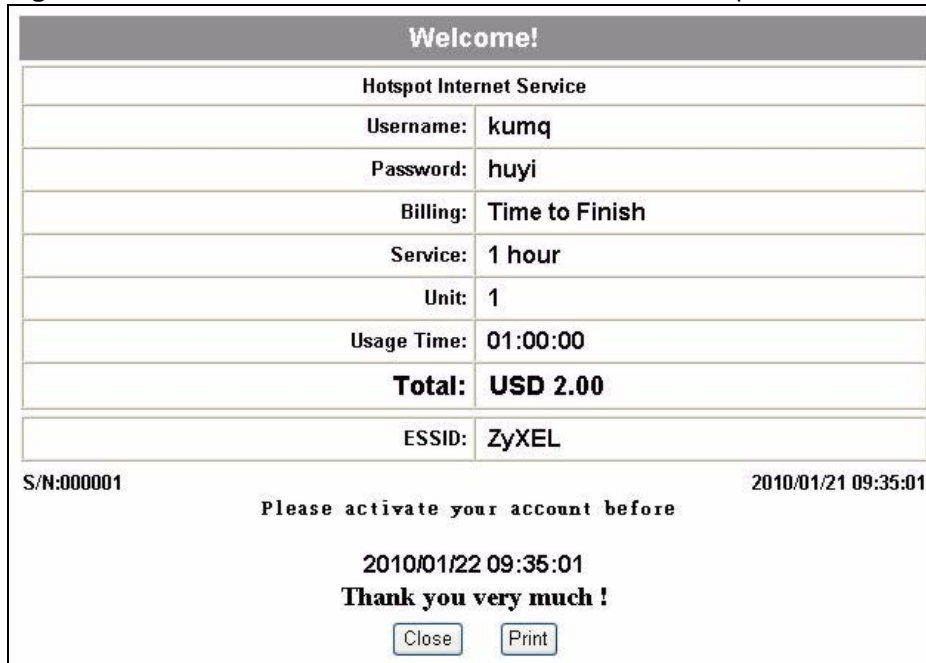 Welcome!
Hotspot Internet Service
Username: kumq
Password: huyi
Billing: Time to Finish
Service: 1 hour
Unit: 1
Usage Time: 01:00:00
Total: USD 2.00
ESSID: ZyXEL
S/N:000001 2010/01/21 09:35:01
Please activate your account before
2010/01/22 09:35:01
Thank you very much !
Close Print